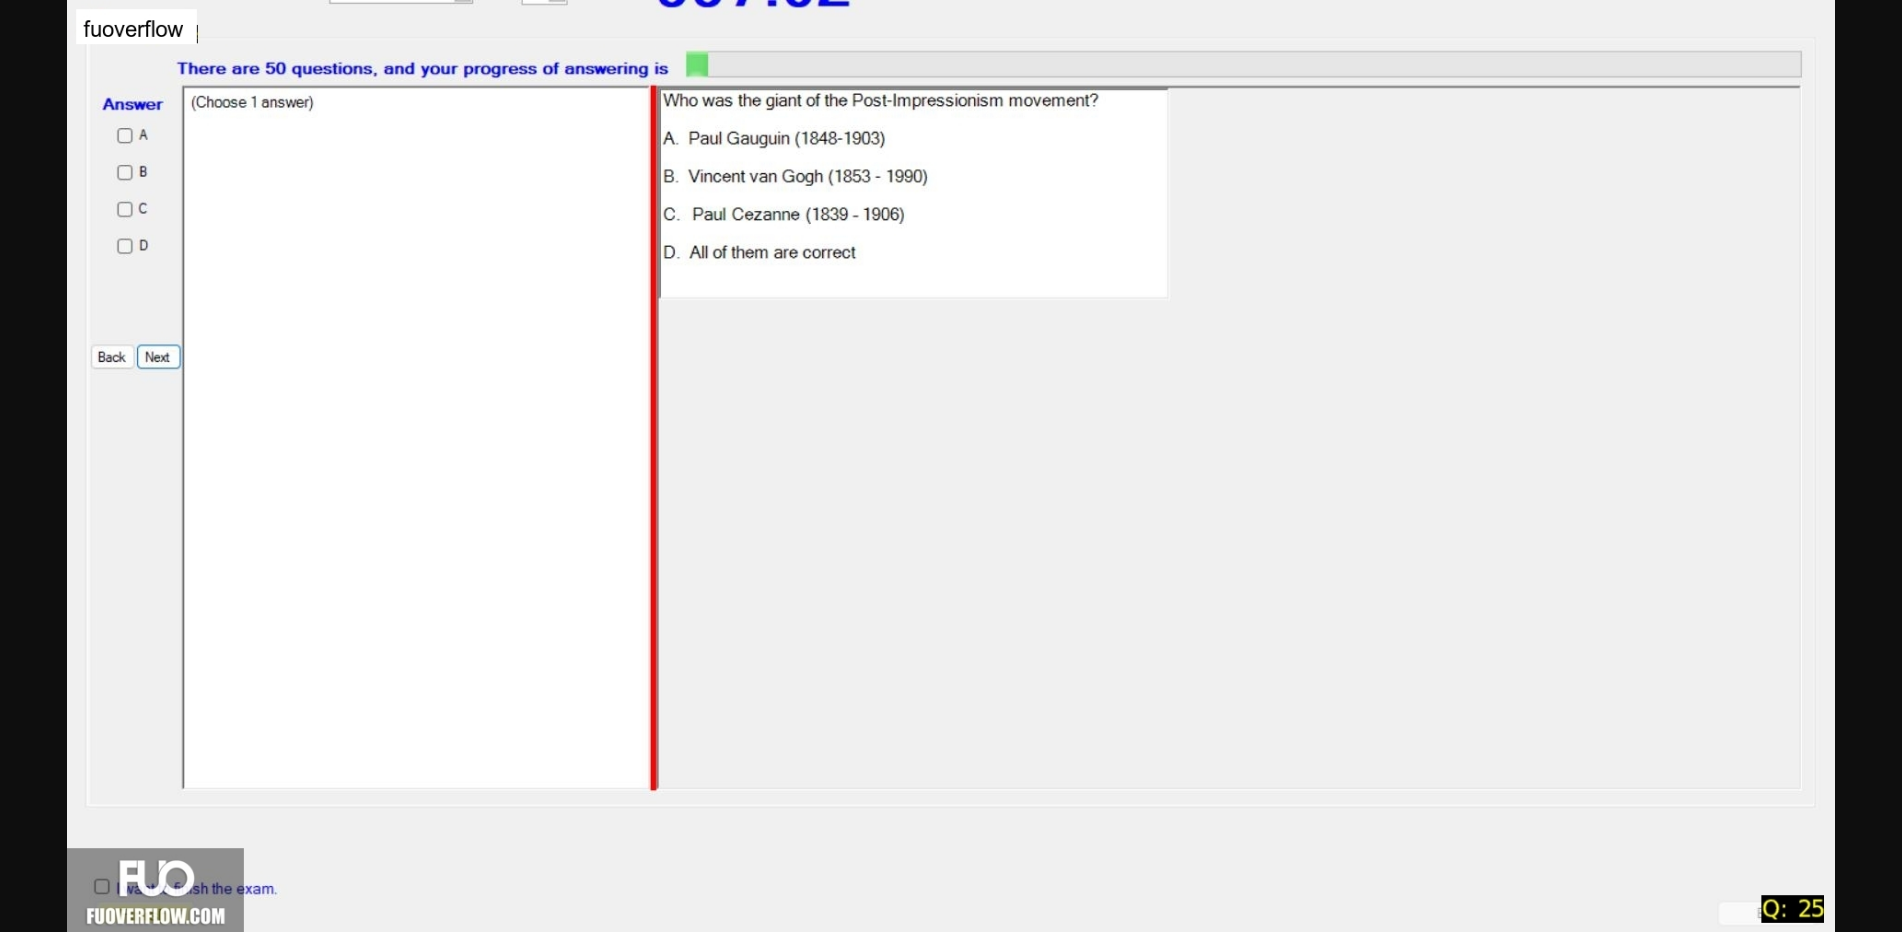 fuoverflow
There are 50 questions, and your progress of answering is
Answer
(Choose 1 answer)
A
B
C
D
Back
Next
Who was the giant of the Post-Impressionism movement?
A. Paul Gauguin (1848-1903)
B. Vincent van Gogh (1853 - 1990)
C. Paul Cezanne (1839 - 1906)
D. All of them are correct
FUO
the exam.
FUOVERFLOW.COM
Q: 25